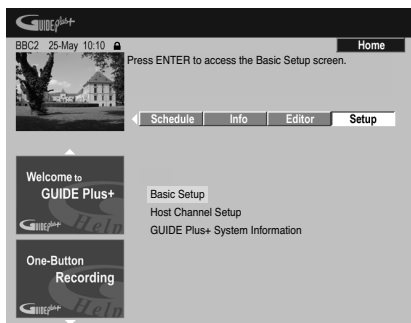 GUIDE Plus+
BBC2 25-May 10:10
Home
Press ENTER to access the Basic Setup screen.
Schedule Info Editor Setup
Welcome to
GUIDE Plus+
GUIDE Plus+ Help
Basic Setup
Host Channel Setup
GUIDE Plus+ System Information
One-Button
Recording
GUIDE Plus+ Help